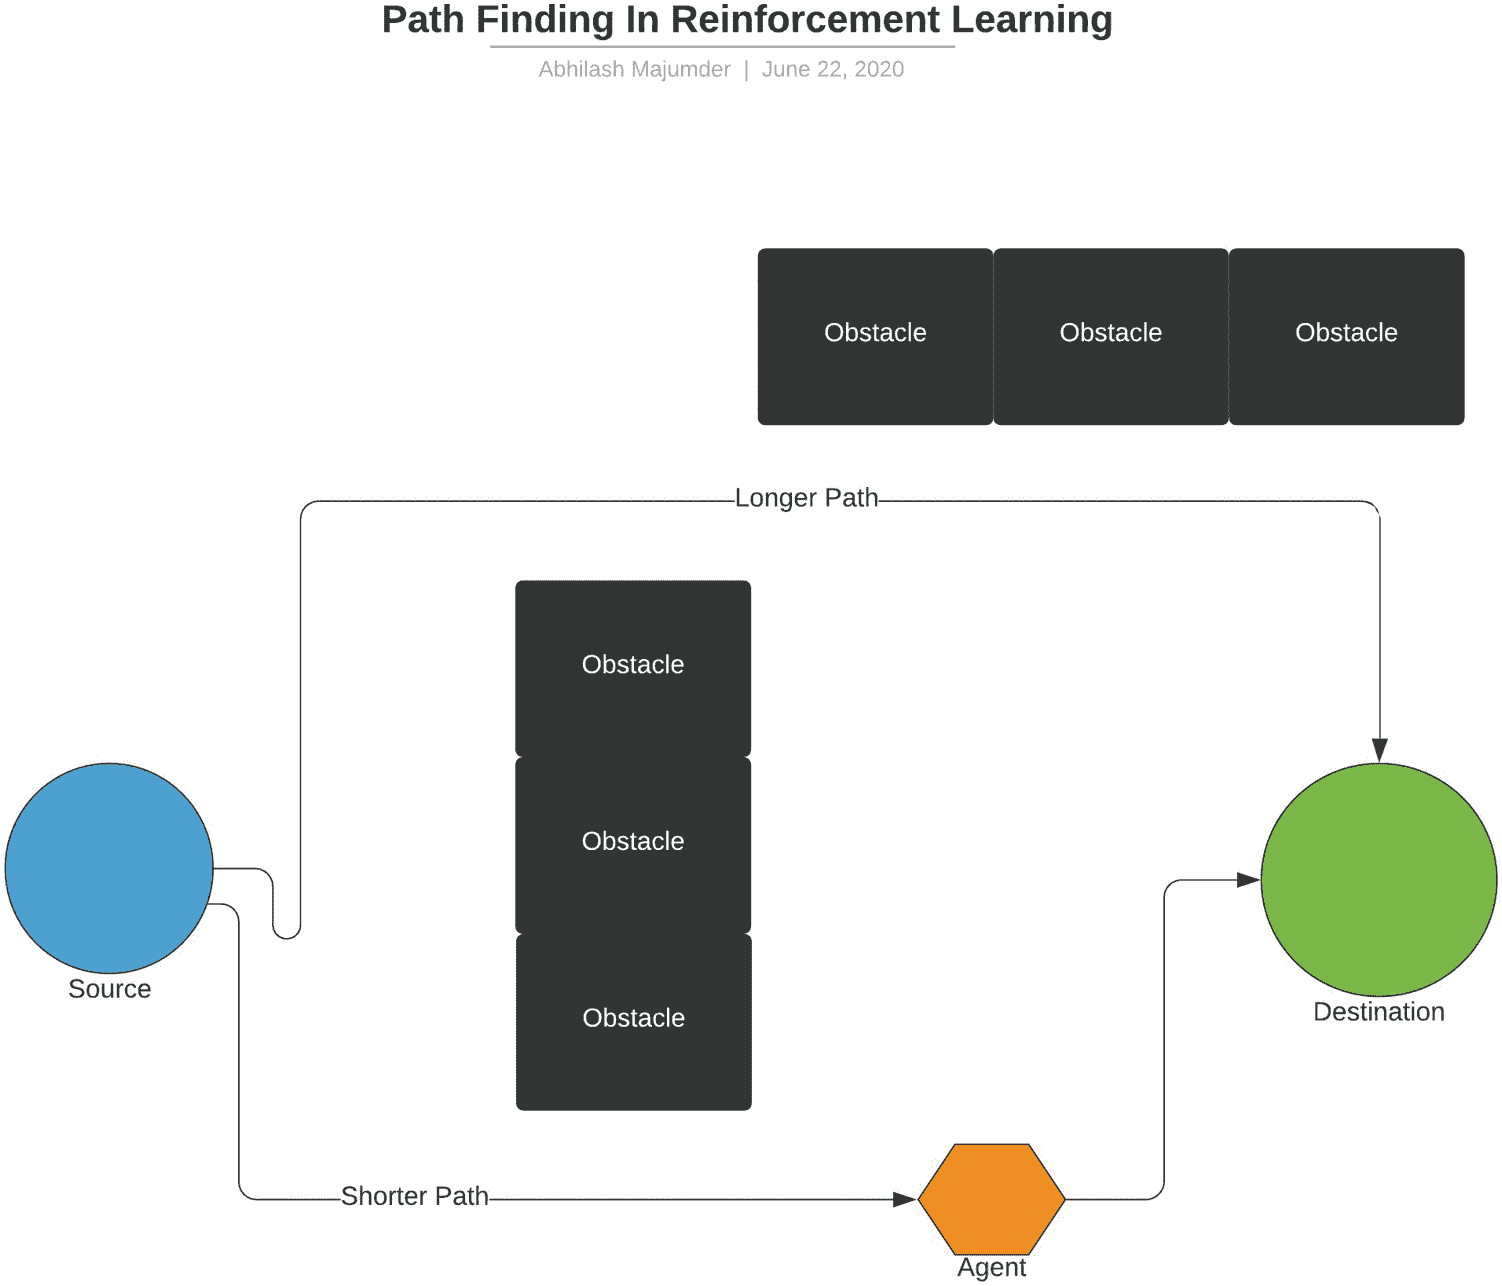 Path Finding In Reinforcement Learning
Abhilash Majumder | June 22, 2020
Obstacle Obstacle Obstacle
Longer Path
Obstacle
Obstacle
Source
Destination
Obstacle
Shorter Path
Agent